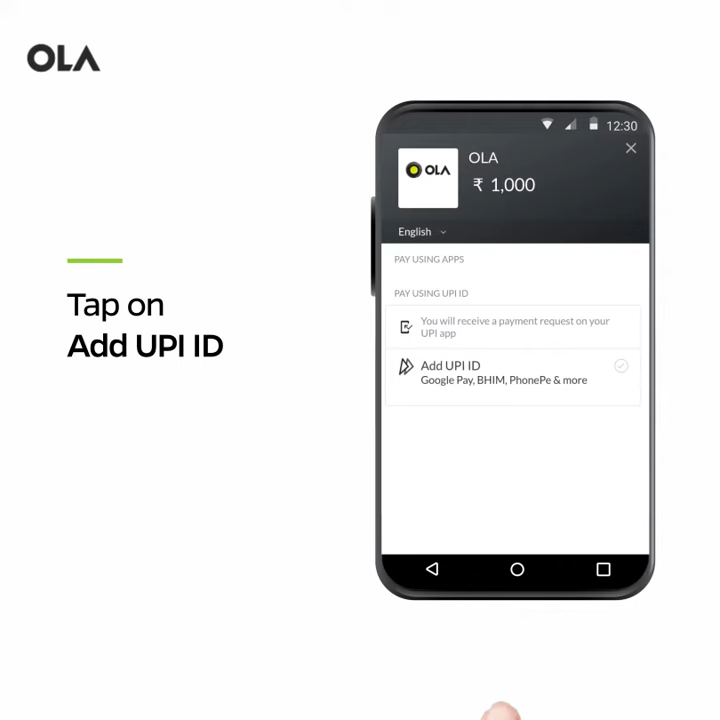 OLA
Tap on
Add UPI ID
12:30
OLA
OLA
₹ 1,000
English
PAY USING APPS
PAY USING UPI ID
You will receive a payment request on your
UPI app
Add UPI ID
Google Pay, BHIM, PhonePe & more